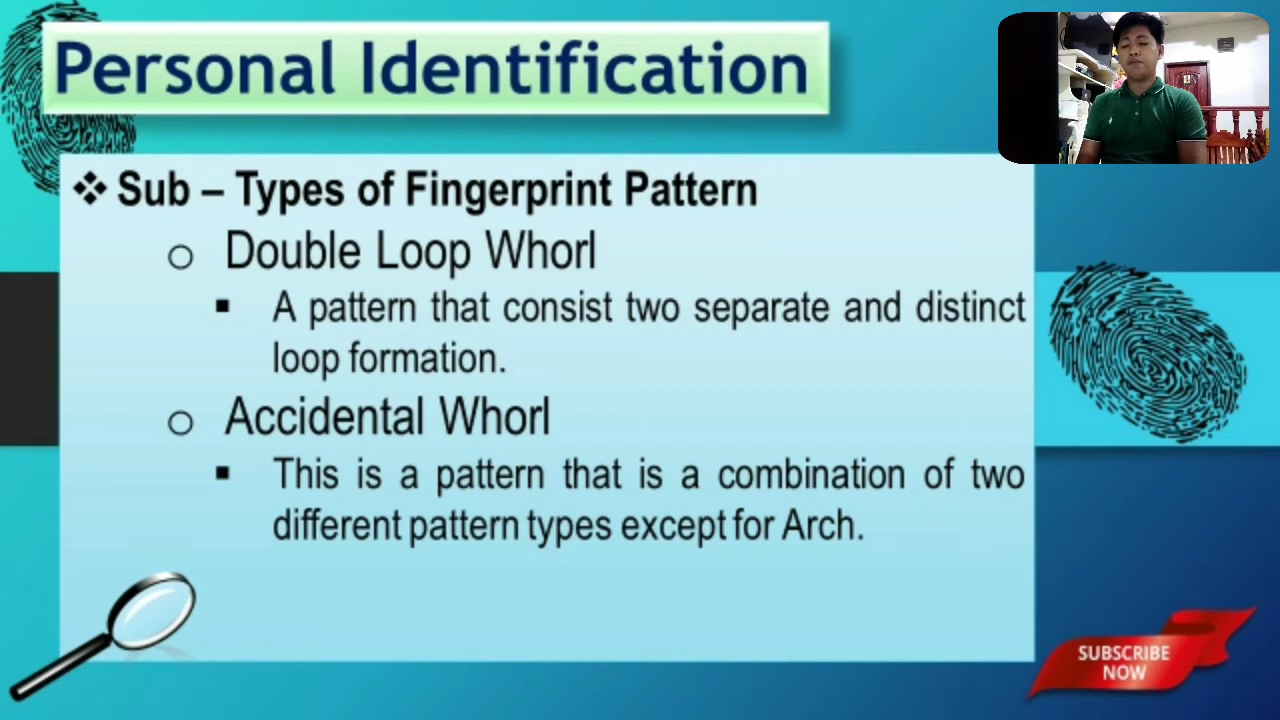 Personal Identification
❖ Sub – Types of Fingerprint Pattern
o Double Loop Whorl
▪ A pattern that consist two separate and distinct
loop formation.
o Accidental Whorl
▪ This is a pattern that is a combination of two
different pattern types except for Arch.
SUBSCRIBE
NOW